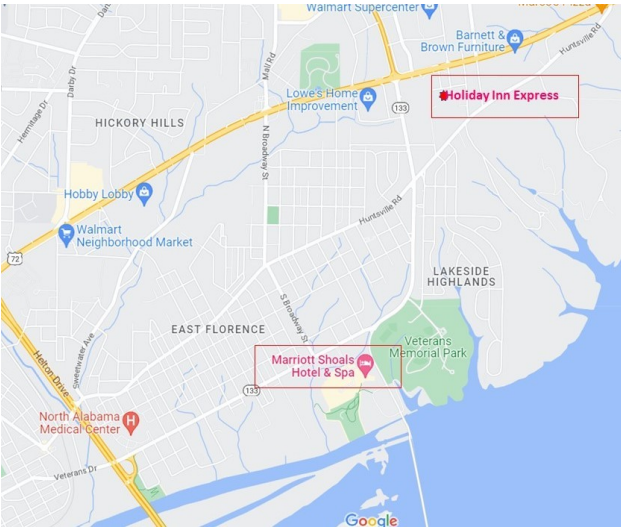 Walmart Supercenter
Barnett &
Brown Furniture
Huntsville Rd
Darby Dr
Mall Rd
Lowe's Home
Improvement
Holiday Inn Express
133
Hermitage Dr
HICKORY HILLS
N Broadway St
Hobby Lobby
Huntsville Rd
Walmart
Neighborhood Market
72
LAKESIDE
HIGHLANDS
S Broadway St
EAST FLORENCE
Veterans
Memorial Park
Sweetwater Ave
Helton Drive
Marriott Shoals
Hotel & Spa
133
North Alabama
Medical Center
Veterans Dr
Google